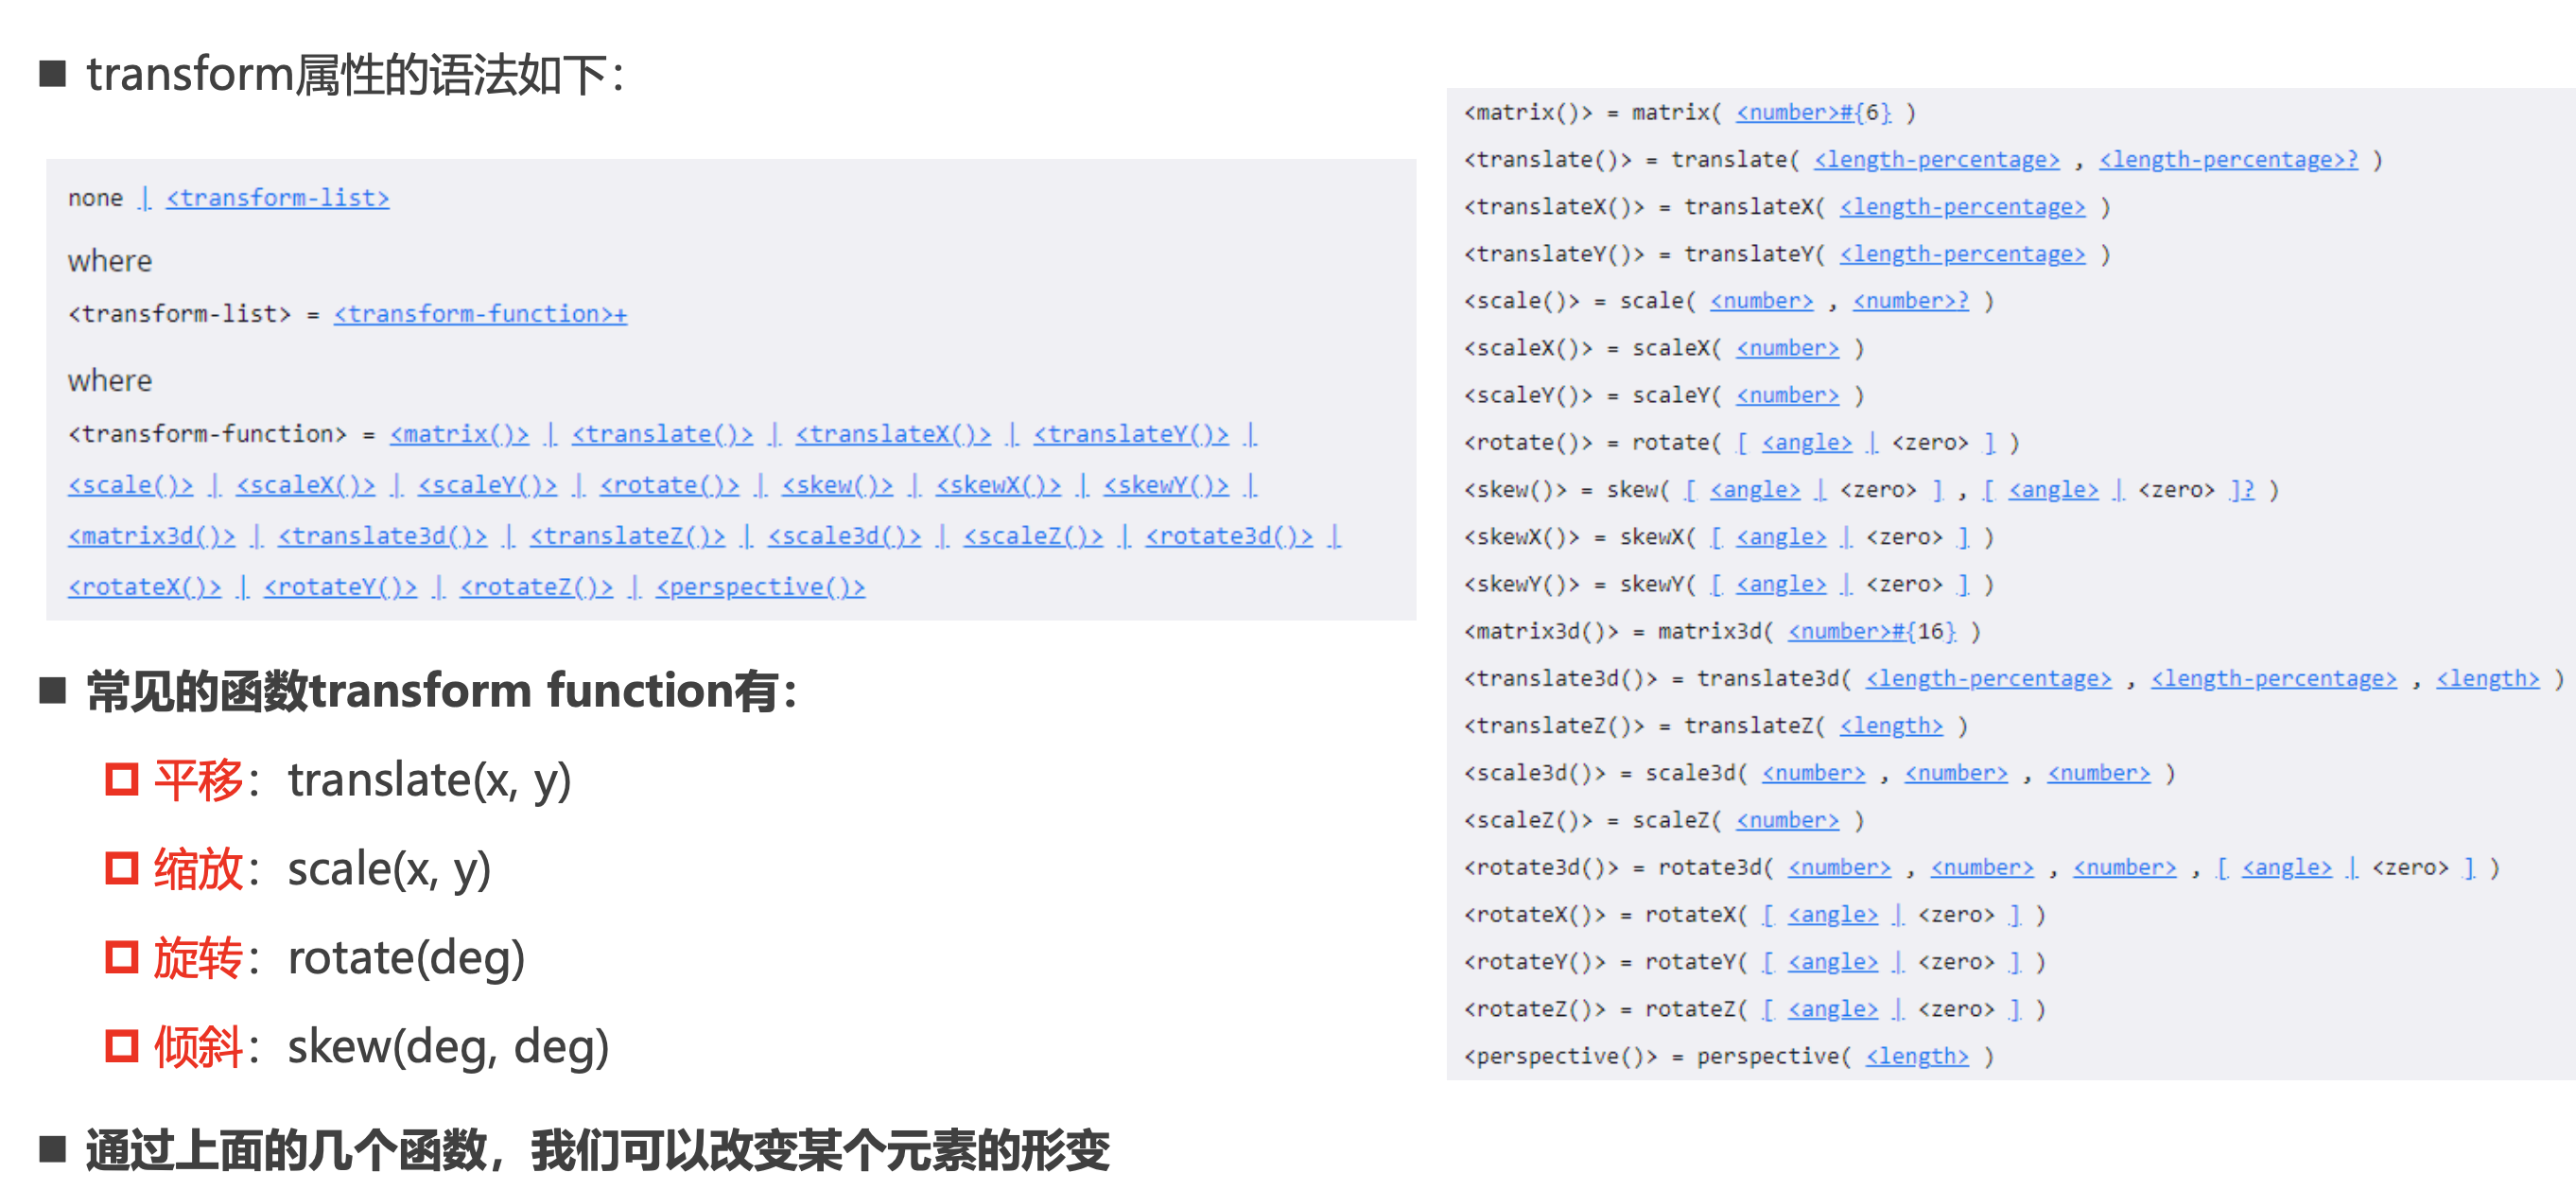 transform属性的语法如下：
none | <transform-list>
where
<transform-list> = <transform-function>+
where
<transform-function> = <matrix()> | <translate()> | <translateX()> | <translateY()> |
<scale()> | <scaleX()> | <scaleY()> | <rotate()> | <skew()> | <skewX()> | <skewY()> |
<matrix3d()> | <translate3d()> | <translateZ()> | <scale3d()> | <scaleZ()> | <rotate3d()> |
<rotateX()> | <rotateY()> | <rotateZ()> | <perspective()>
常见的函数transform function有：
平移：translate(x, y)
缩放：scale(x, y)
旋转：rotate(deg)
倾斜：skew(deg, deg)
通过上面的几个函数，我们可以改变某个元素的形变
<matrix()> = matrix( <number>#{6} )
<translate()> = translate( <length-percentage> , <length-percentage>? )
<translateX()> = translateX( <length-percentage> )
<translateY()> = translateY( <length-percentage> )
<scale()> = scale( <number> , <number>? )
<scaleX()> = scaleX( <number> )
<scaleY()> = scaleY( <number> )
<rotate()> = rotate( [ <angle> | <zero> ] )
<skew()> = skew( [ <angle> | <zero> ] , [ <angle> | <zero> ]? )
<skewX()> = skewX( [ <angle> | <zero> ] )
<skewY()> = skewY( [ <angle> | <zero> ] )
<matrix3d()> = matrix3d( <number>#{16} )
<translate3d()> = translate3d( <length-percentage> , <length-percentage> , <length> )
<translateZ()> = translateZ( <length> )
<scale3d()> = scale3d( <number> , <number> , <number> )
<scaleZ()> = scaleZ( <number> )
<rotate3d()> = rotate3d( <number> , <number> , <number> , [ <angle> | <zero> ] )
<rotateX()> = rotateX( [ <angle> | <zero> ] )
<rotateY()> = rotateY( [ <angle> | <zero> ] )
<rotateZ()> = rotateZ( [ <angle> | <zero> ] )
<perspective()> = perspective( <length> )